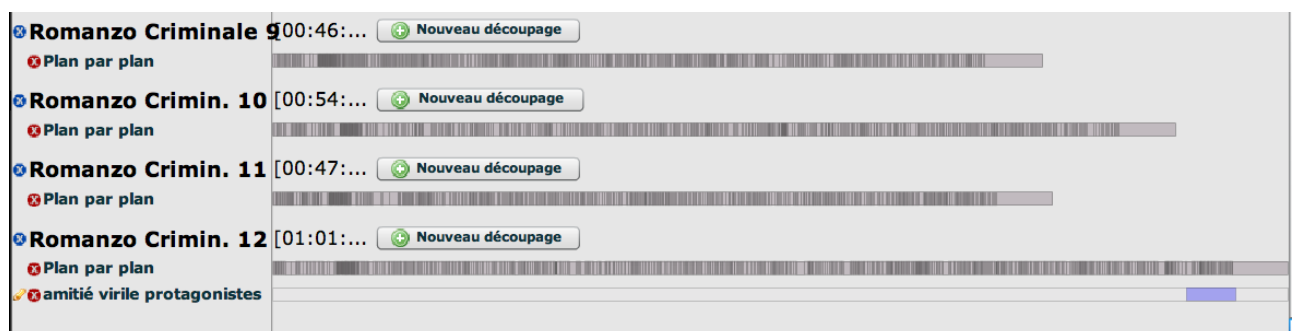 Romanzo Criminale 9 [00:46:... Nouveau découpage
Plan par plan
Romanzo Crimin. 10 [00:54:... Nouveau découpage
Plan par plan
Romanzo Crimin. 11 [00:47:... Nouveau découpage
Plan par plan
Romanzo Crimin. 12 [01:01:... Nouveau découpage
Plan par plan
amitié virile protagonistes